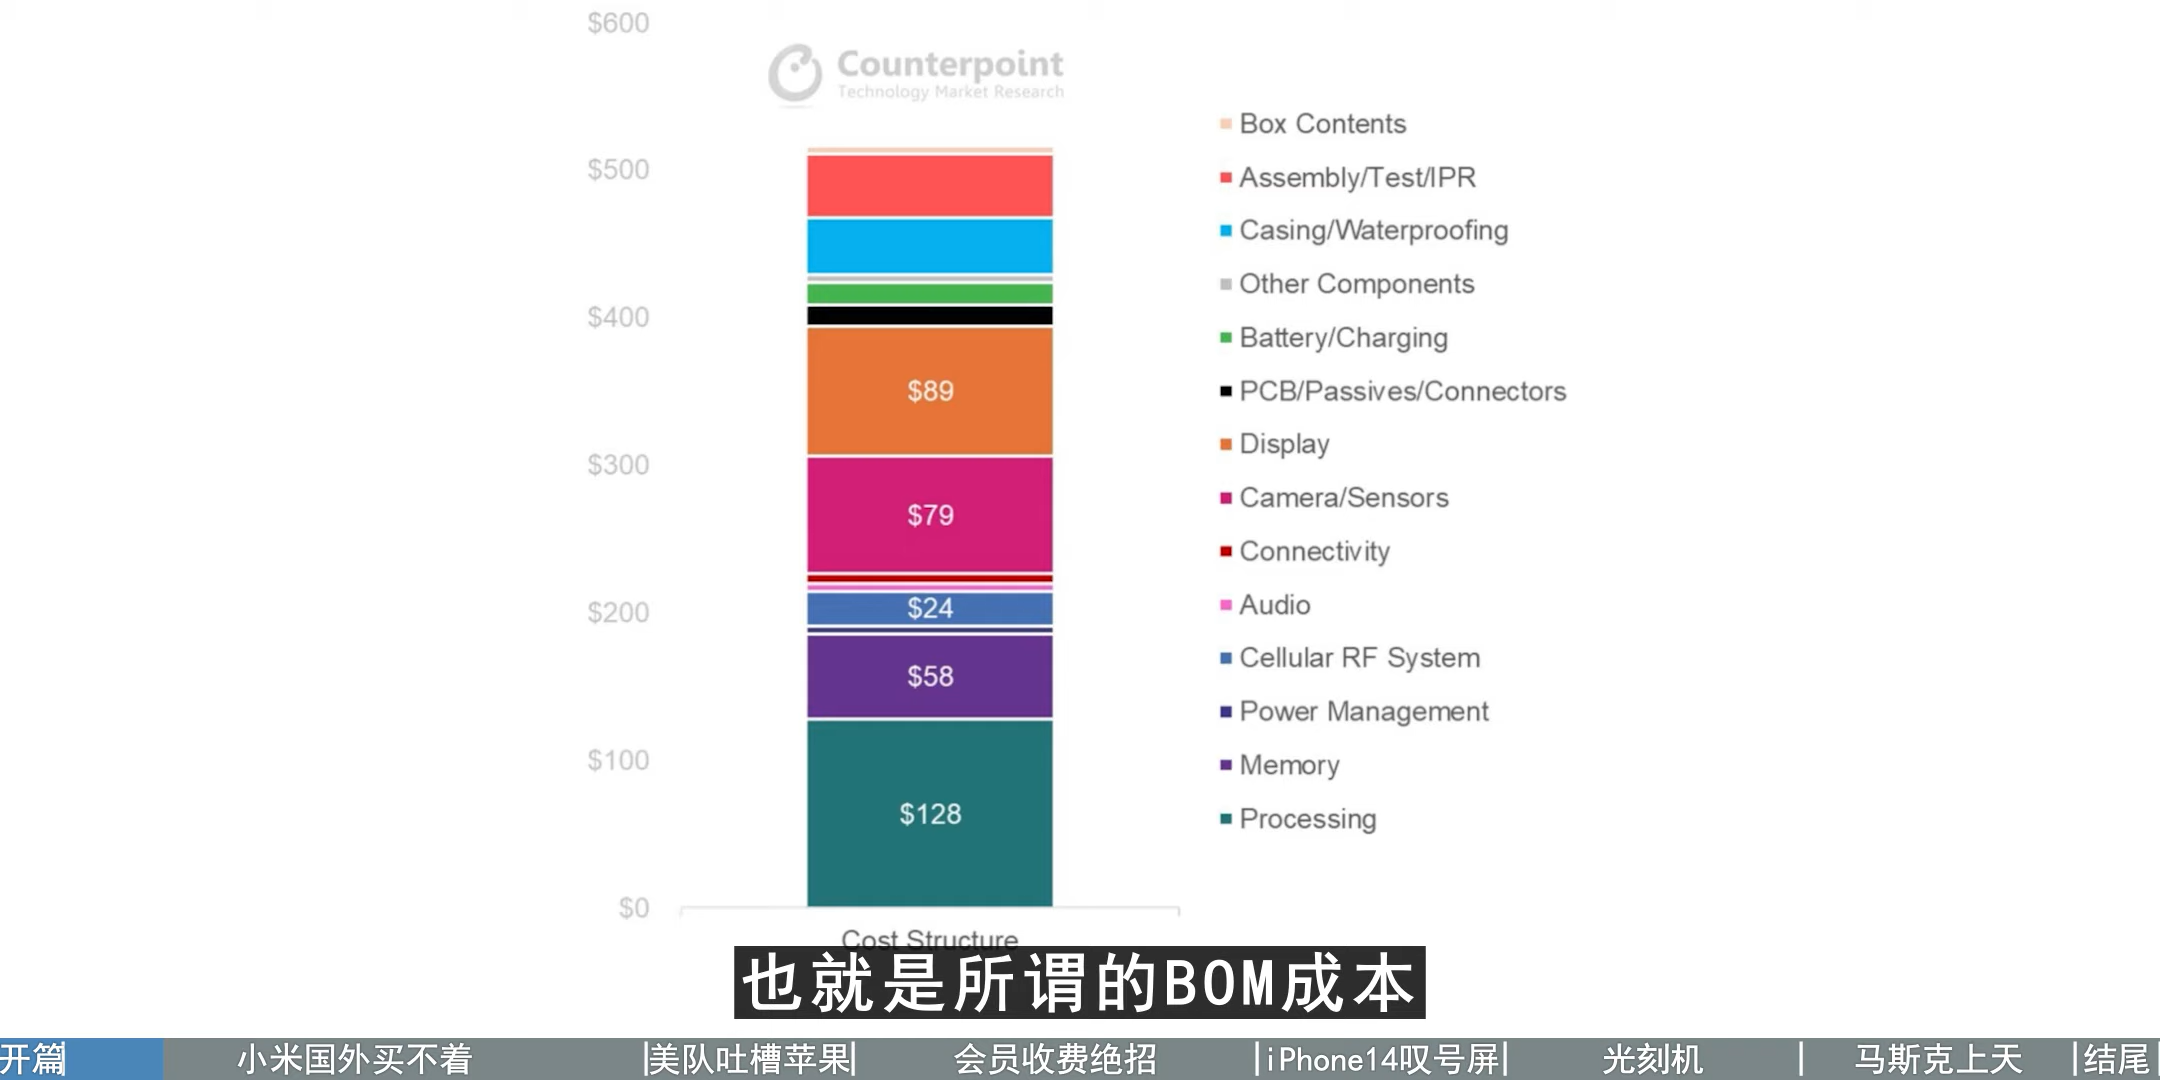 $600
Counterpoint
Technology Market Research
$500
$400
$300
$200
$100
$0
$89
$79
$24
$58
$128
Box Contents
Assembly/Test/IPR
Casing/Waterproofing
Other Components
Battery/Charging
PCB/Passives/Connectors
Display
Camera/Sensors
Connectivity
Audio
Cellular RF System
Power Management
Memory
Processing
Cost Structure
也就是所谓的BOM成本
开篇| 小米国外买不着 |美队吐槽苹果| 会员收费绝招 |iPhone14叹号屏| 光刻机 | 马斯克上天 |结尾|